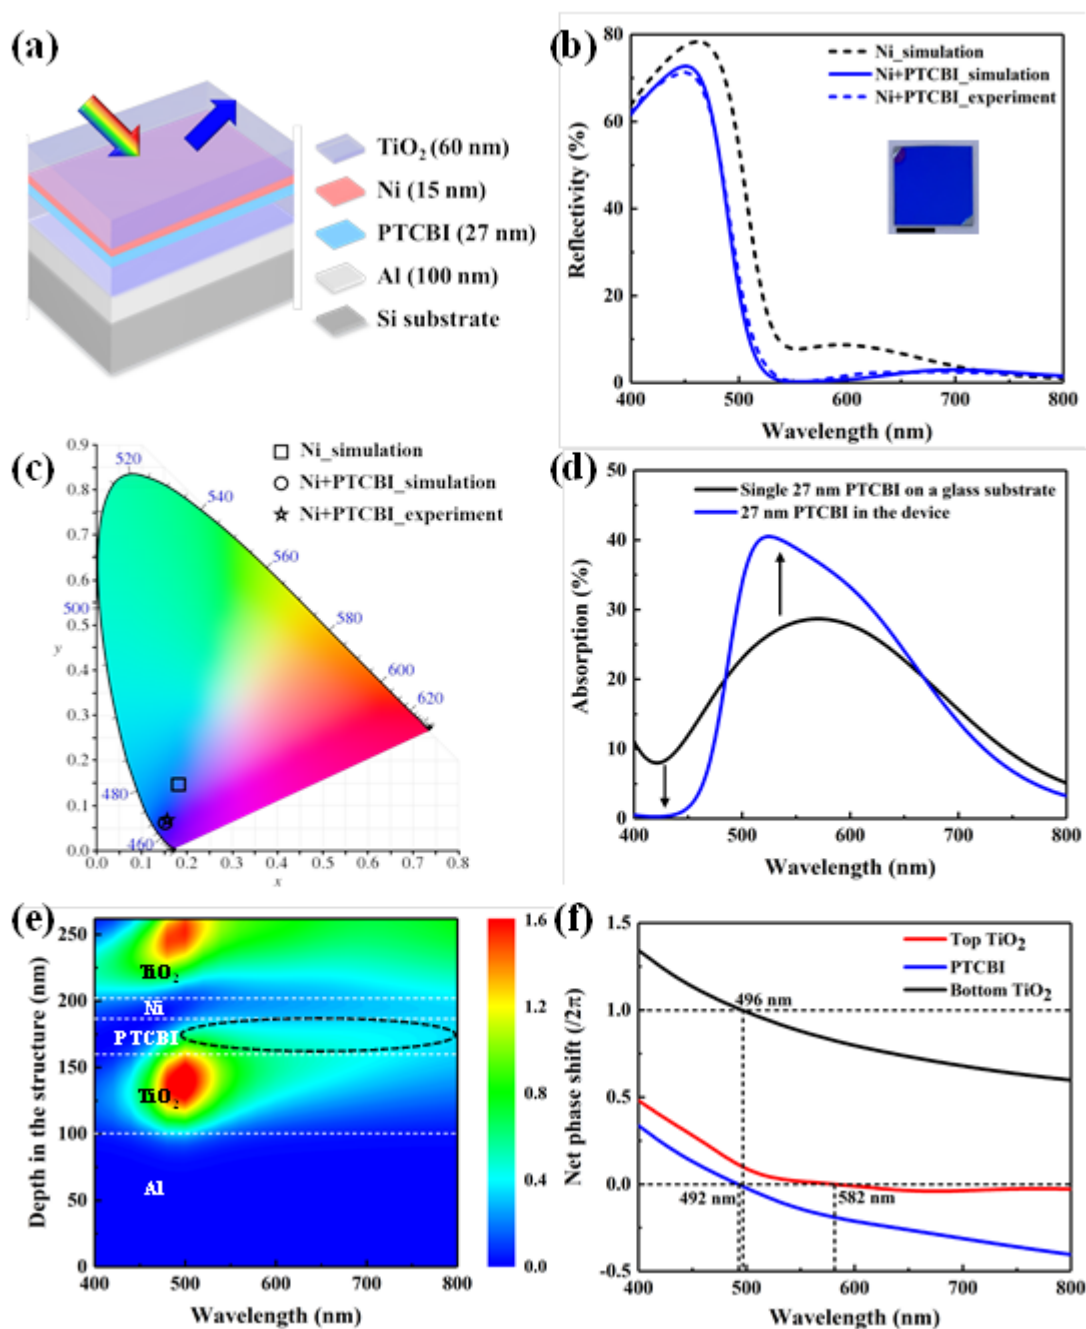 (a)
TiO2 (60 nm)
Ni (15 nm)
PTCBI (27 nm)
Al (100 nm)
Si substrate
(b)
80
60
40
20
0
Reflectivity (%)
Ni_simulation
Ni+PTCBI_simulation
Ni+PTCBI_experiment
400 500 600 700 800
Wavelength (nm)
(c)
0.9
0.8
0.7
0.6
0.5
0.4
0.3
0.2
0.1
0.0
y
Ni_simulation
Ni+PTCBI_simulation
Ni+PTCBI_experiment
520
540
560
580
600
620
500
480
460
0.0 0.1 0.2 0.3 0.4 0.5 0.6 0.7 0.8
x
(d)
50
40
30
20
10
0
Absorption (%)
Single 27 nm PTCBI on a glass substrate
27 nm PTCBI in the device
400 500 600 700 800
Wavelength (nm)
(e)
250
200
150
100
50
0
Depth in the structure (nm)
TiO2
Ni
PTCBI
TiO2
Al
1.6
1.2
0.8
0.4
0.0
400 500 600 700 800
Wavelength (nm)
(f)
1.5
1.0
0.5
0.0
-0.5
Net phase shift (/2π)
Top TiO2
PTCBI
Bottom TiO2
496 nm
492 nm
582 nm
400 500 600 700 800
Wavelength (nm)